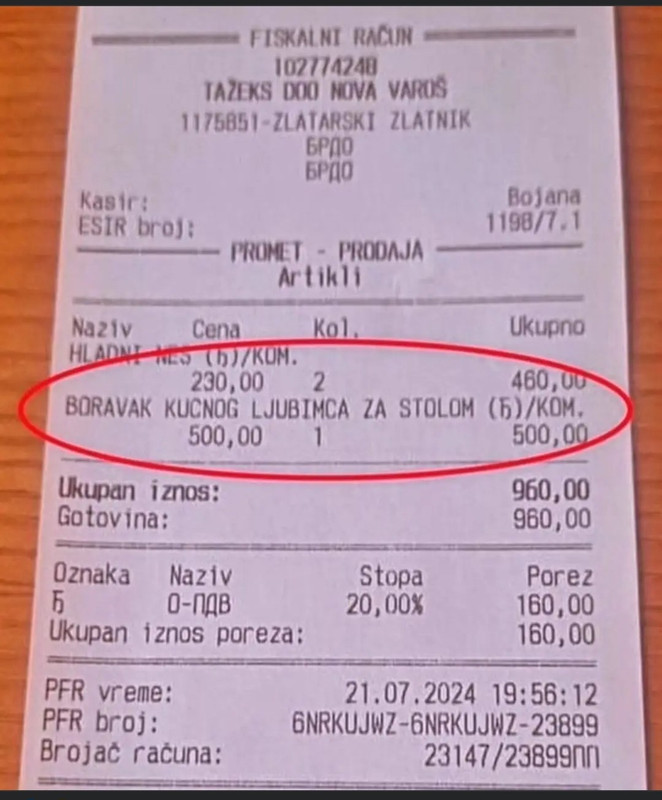 FISKALNI RAČUN
102774248
TAŽEKS DOO NOVA VAROŠ
1175851-ZLATARSKI ZLATNIK
БРДО
БРДО
Kasir: Bojana
ESIR broj: 1198/7.1
PROMET - PRODAJA
Artikli
Naziv Cena Kol. Ukupno
HLADNI NES (Ђ)/KOM.
230,00 2 460,00
BORAVAK KUCNOG LJUBIMCA ZA STOLOM (Ђ)/KOM.
500,00 1 500,00
Ukupan iznos: 960,00
Gotovina: 960,00
Oznaka Naziv Stopa Porez
Ђ О-ПДВ 20,00% 160,00
Ukupan iznos poreza: 160,00
PFR vreme: 21.07.2024 19:56:12
PFR broj: 6NRKUJWZ-6NRKUJWZ-23899
Brojač računa: 23147/23899ПП